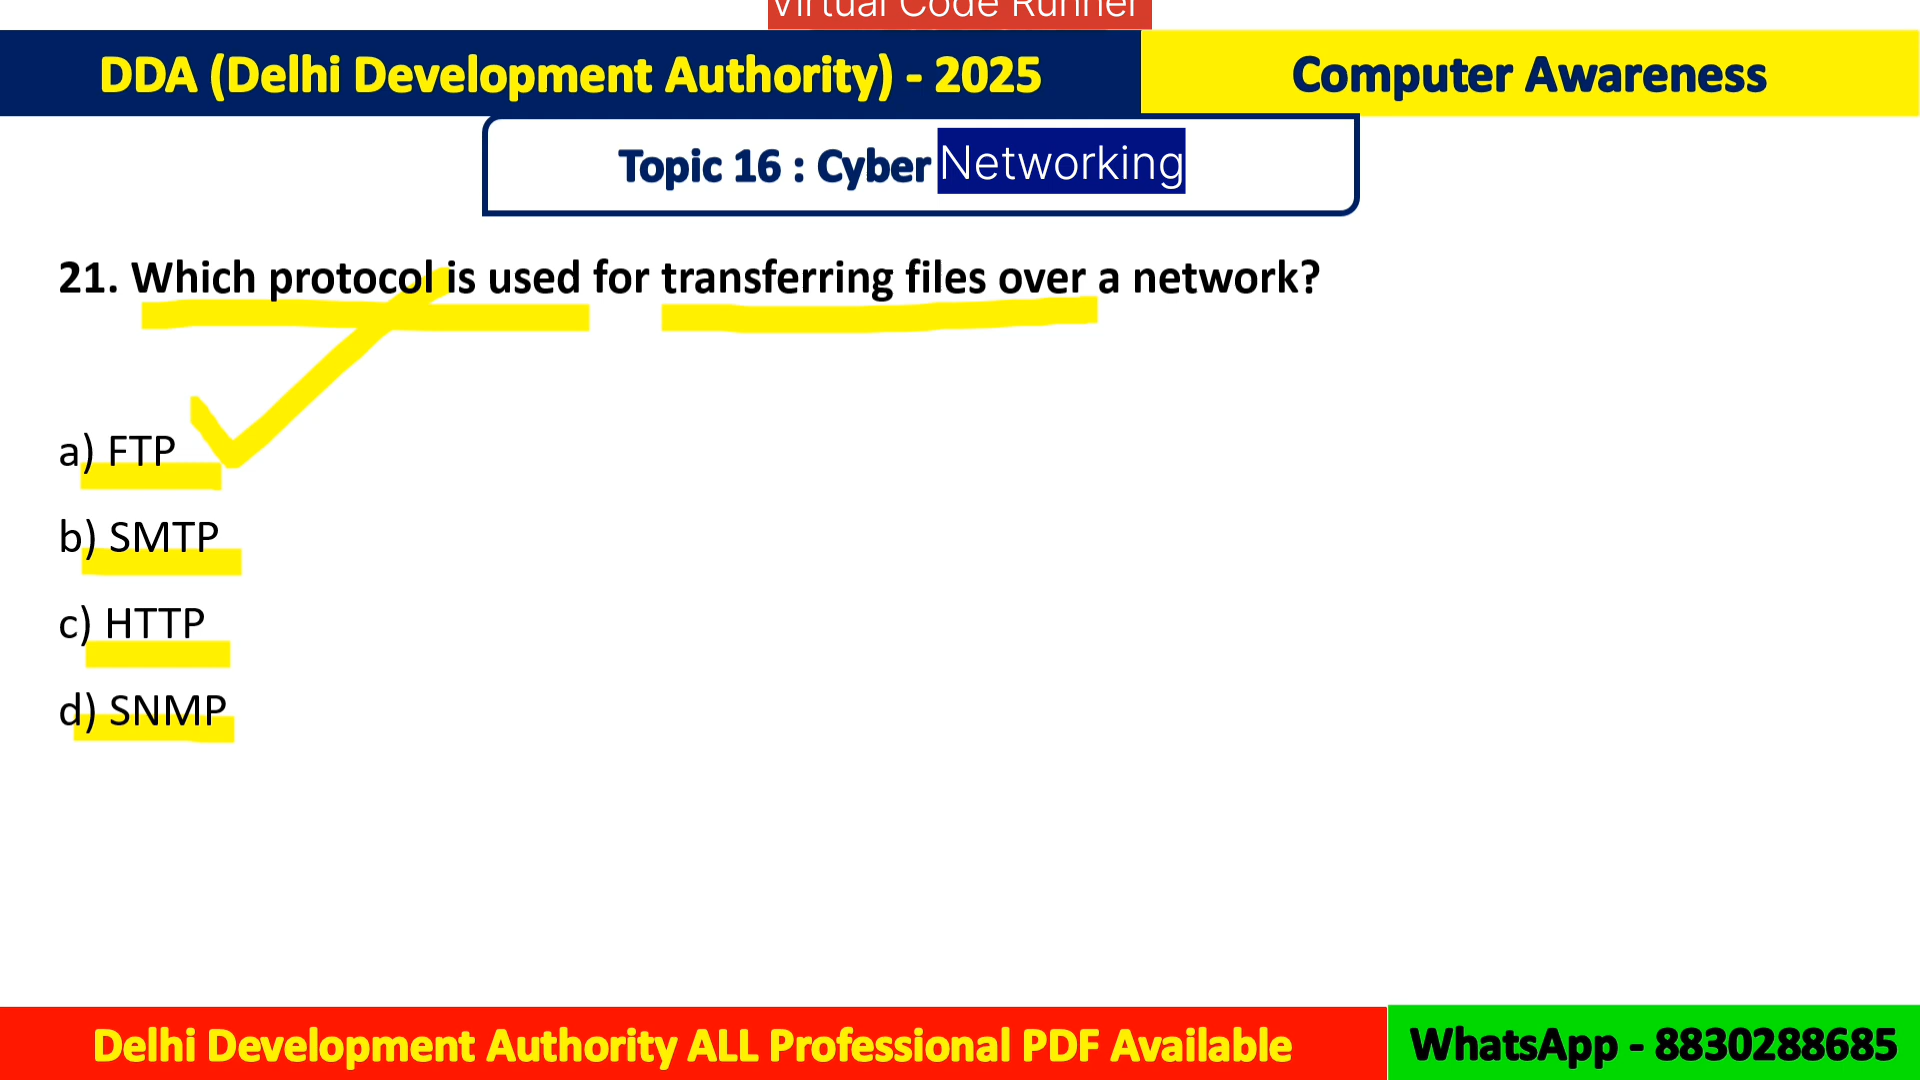 Virtual Code Runner
DDA (Delhi Development Authority) - 2025
Computer Awareness
Topic 16 : Cyber Networking
21. Which protocol is used for transferring files over a network?
a) FTP
b) SMTP
c) HTTP
d) SNMP
Delhi Development Authority ALL Professional PDF Available
WhatsApp - 8830288685